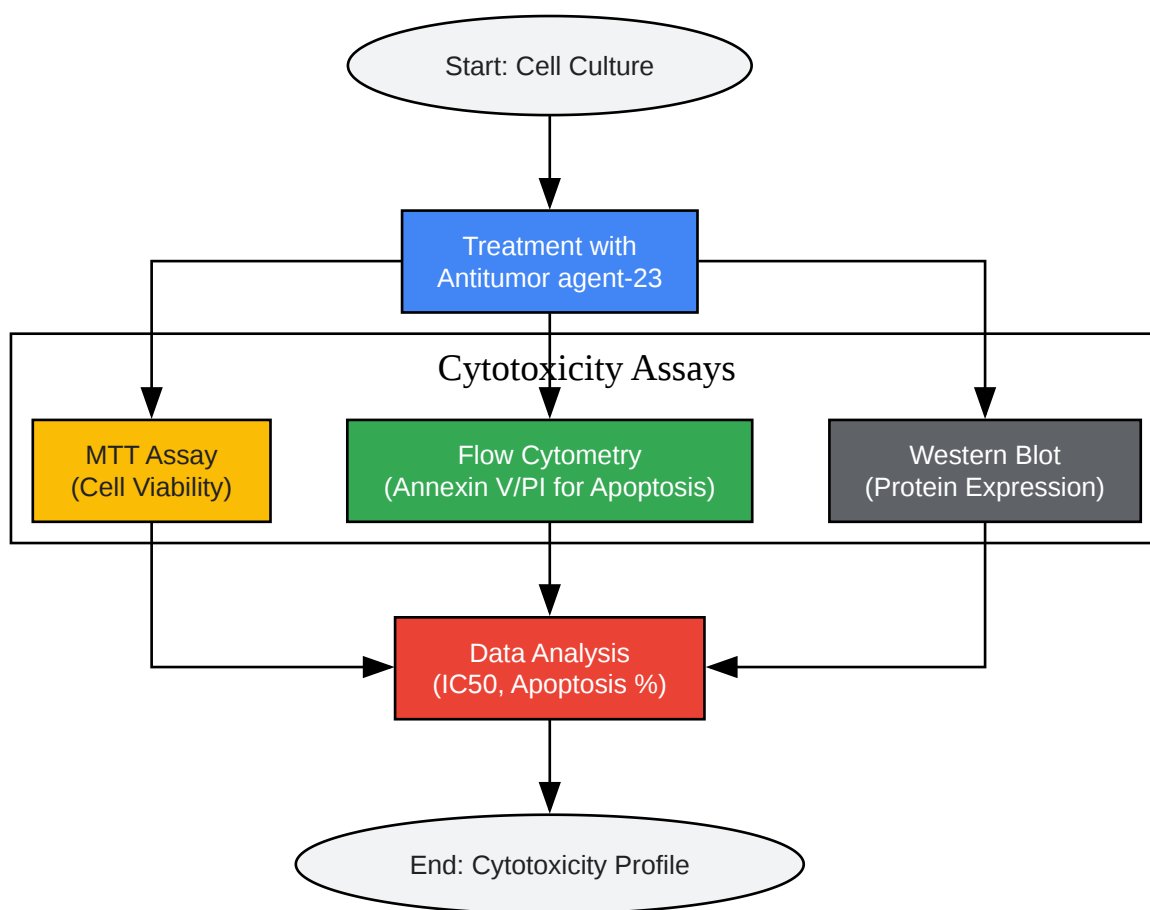 Start: Cell Culture
Treatment with
Antitumor agent-23
Cytotoxicity Assays
MTT Assay
(Cell Viability)
Flow Cytometry
(Annexin V/PI for Apoptosis)
Western Blot
(Protein Expression)
Data Analysis
(IC50, Apoptosis %)
End: Cytotoxicity Profile